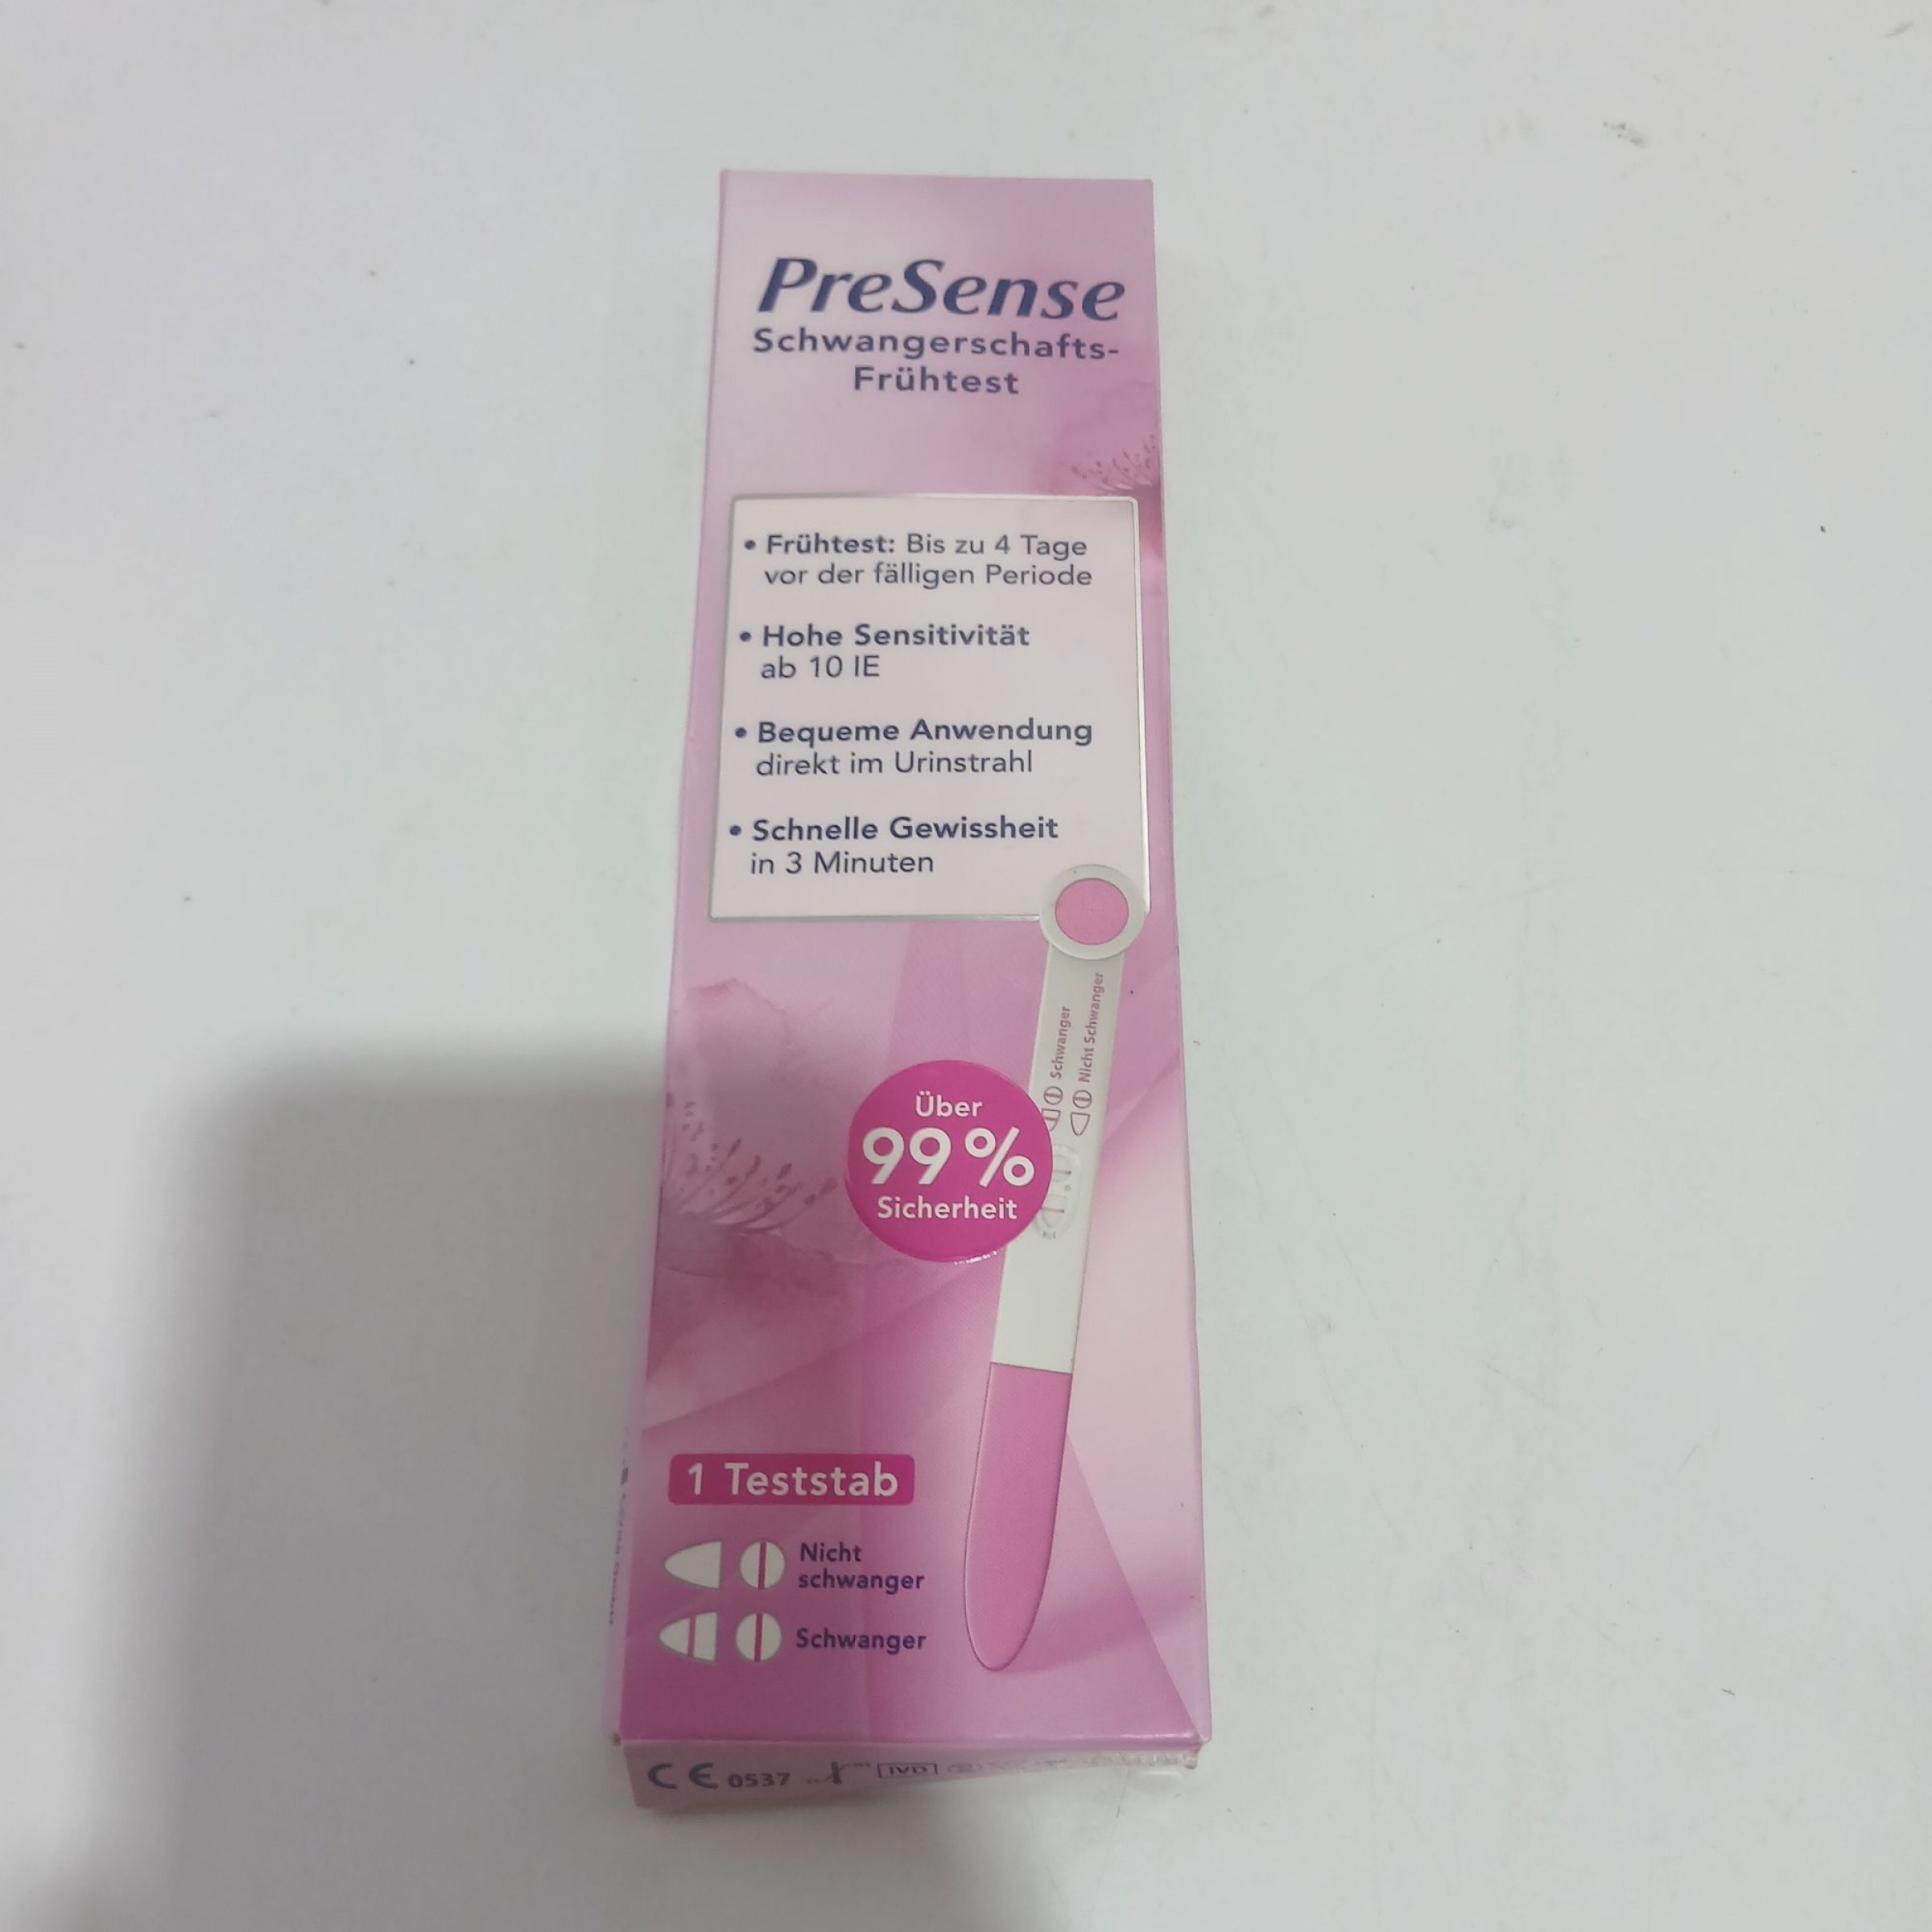 PreSense
Schwangerschafts-
Frühtest
• Frühtest: Bis zu 4 Tage
vor der fälligen Periode
• Hohe Sensitivität
ab 10 IE
• Bequeme Anwendung
direkt im Urinstrahl
• Schnelle Gewissheit
in 3 Minuten
Schwanger
Nicht Schwanger
Über
99%
Sicherheit
1 Teststab
Nicht
schwanger
Schwanger
CE 0537 IVD